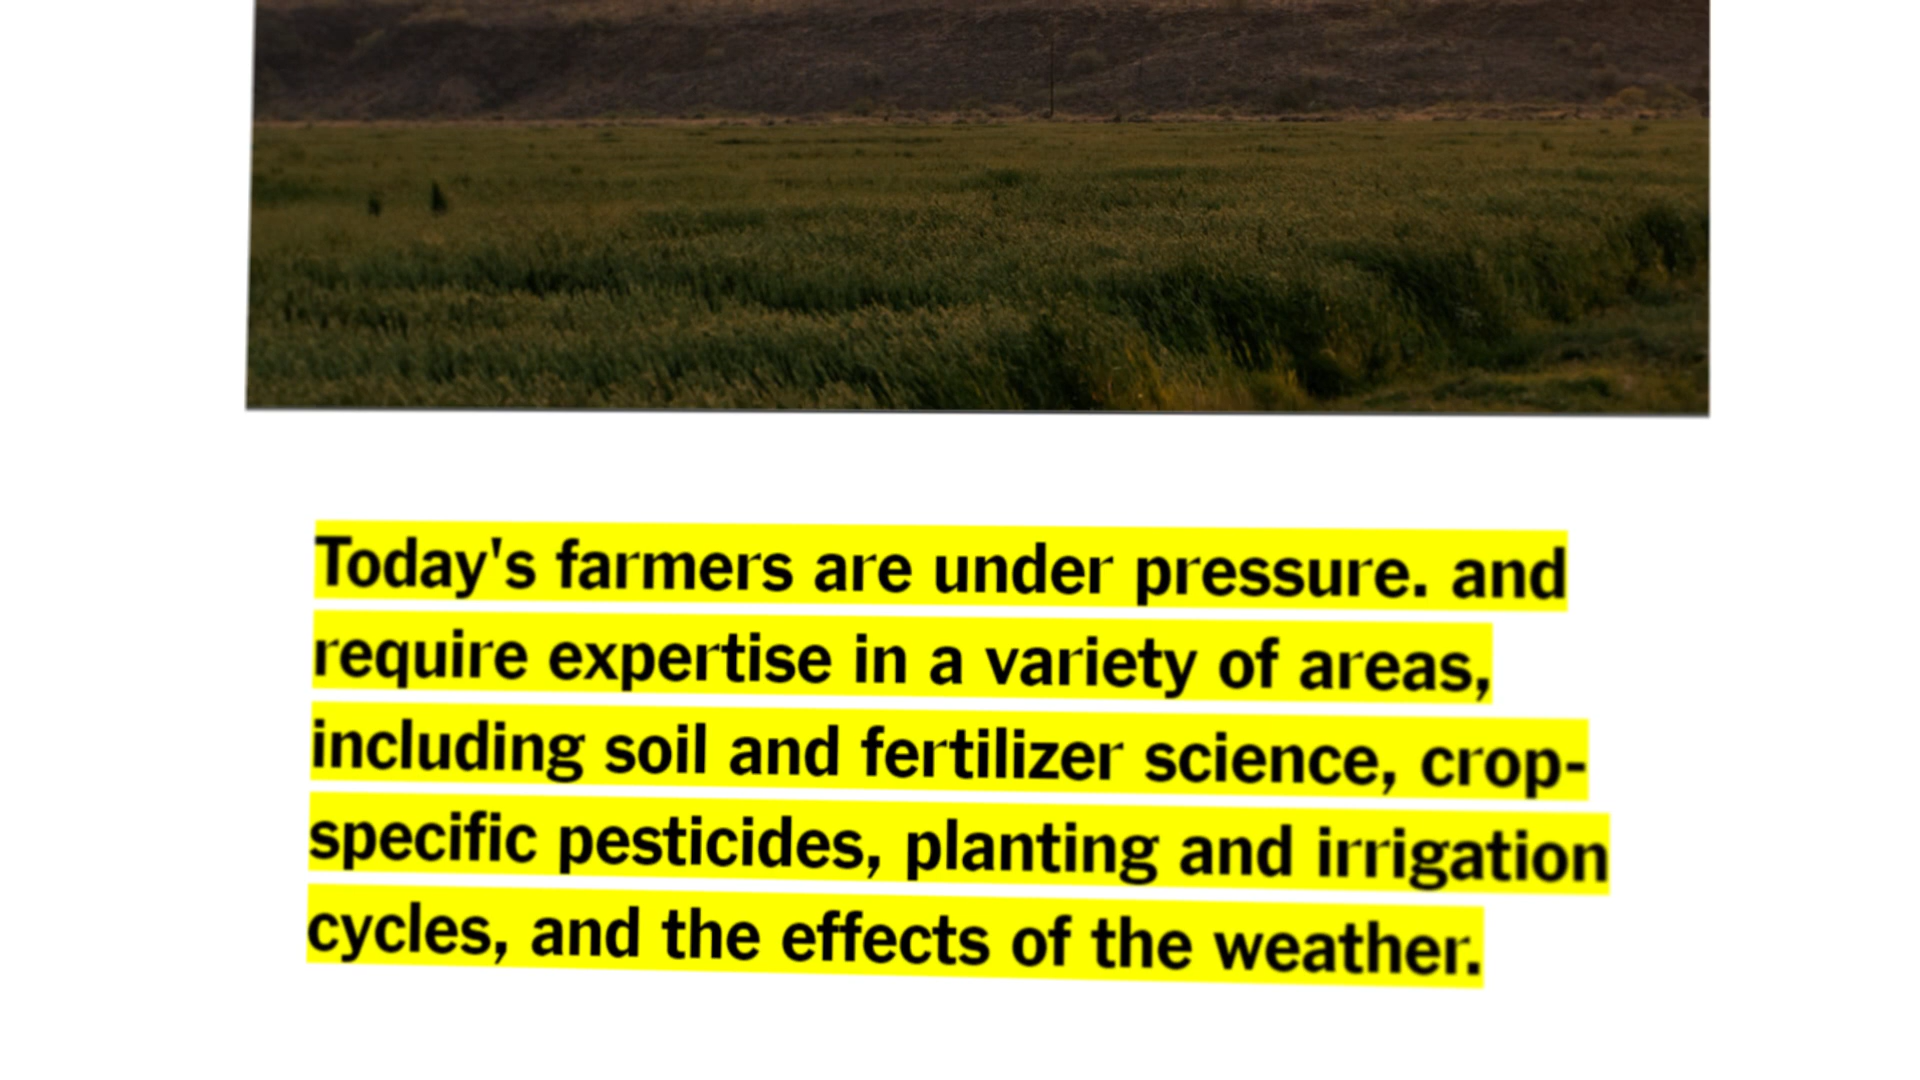 Today's farmers are under pressure. and
require expertise in a variety of areas,
including soil and fertilizer science, crop-
specific pesticides, planting and irrigation
cycles, and the effects of the weather.